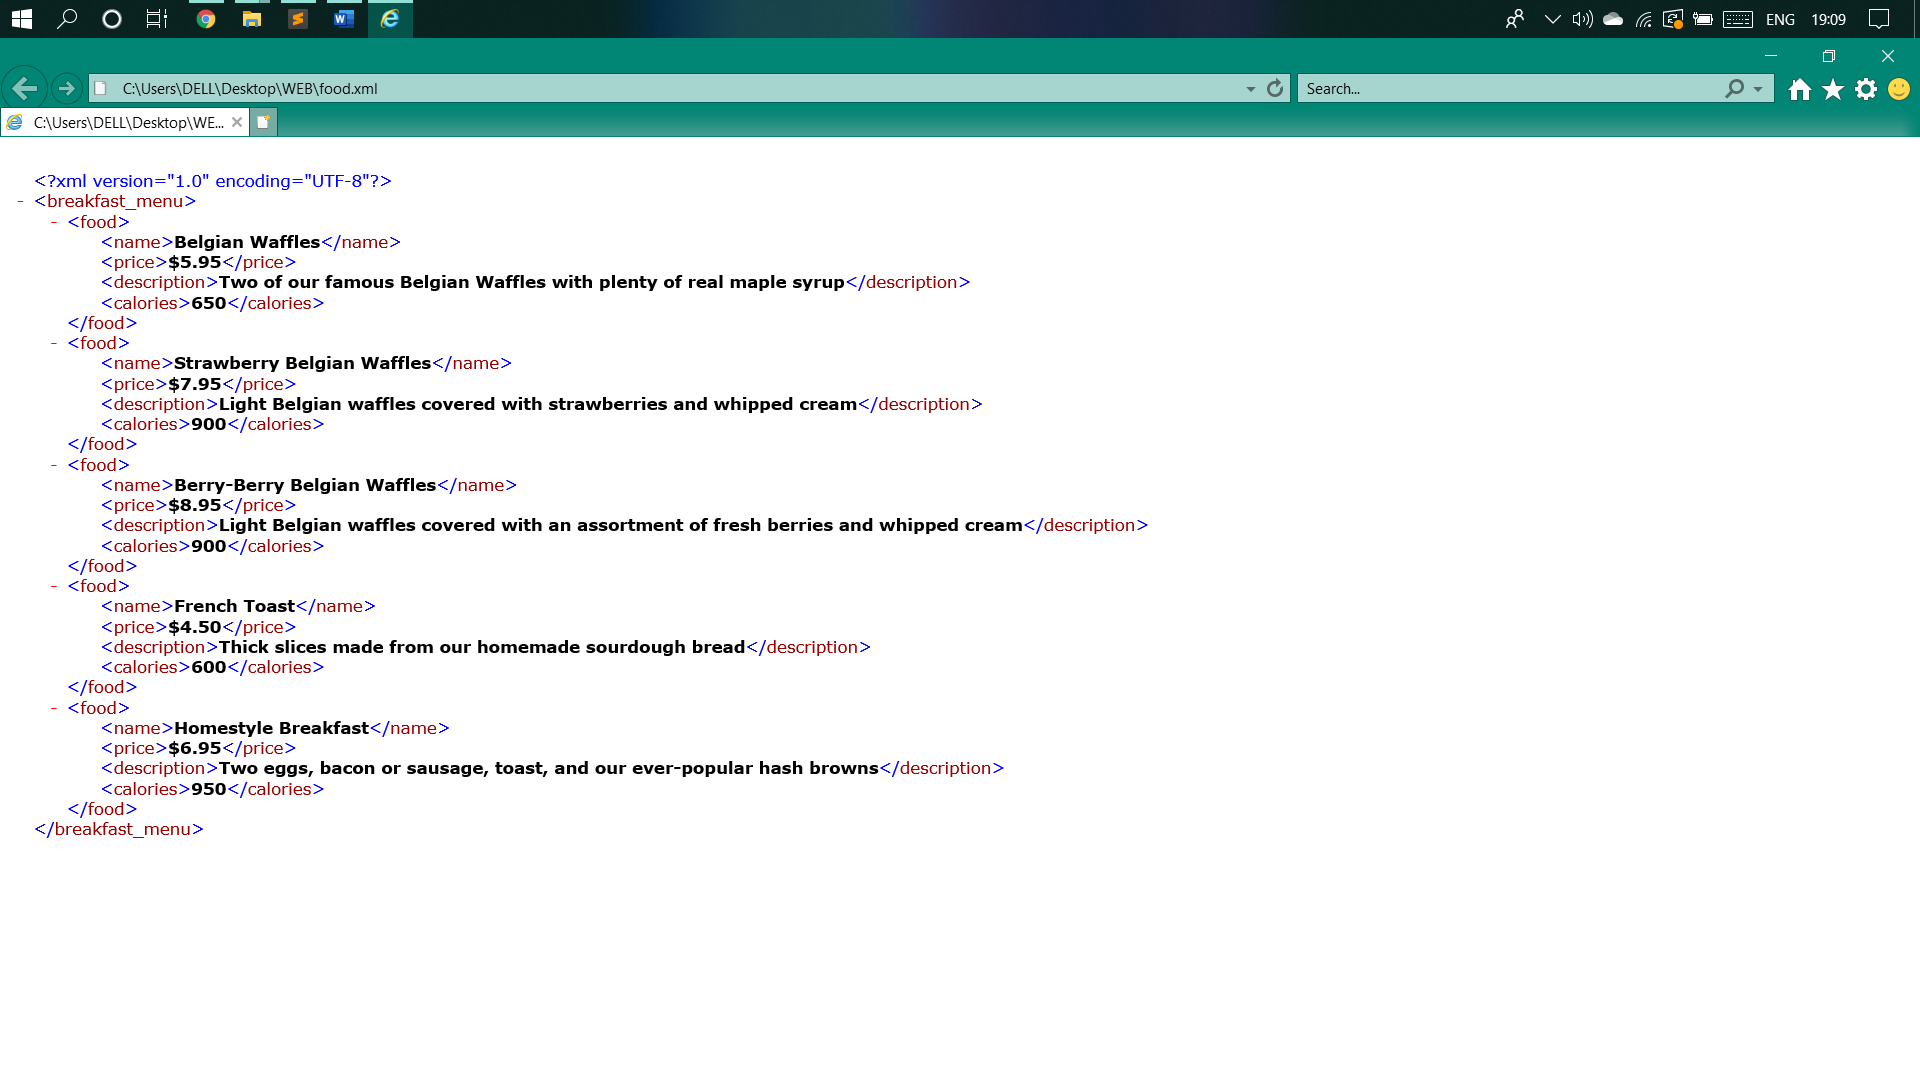 ENG 19:09
C:\Users\DELL\Desktop\WEB\food.xml
Search...
C:\Users\DELL\Desktop\WE...
<?xml version="1.0" encoding="UTF-8"?>
- <breakfast_menu>
- <food>
<name>Belgian Waffles</name>
<price>$5.95</price>
<description>Two of our famous Belgian Waffles with plenty of real maple syrup</description>
<calories>650</calories>
</food>
- <food>
<name>Strawberry Belgian Waffles</name>
<price>$7.95</price>
<description>Light Belgian waffles covered with strawberries and whipped cream</description>
<calories>900</calories>
</food>
- <food>
<name>Berry-Berry Belgian Waffles</name>
<price>$8.95</price>
<description>Light Belgian waffles covered with an assortment of fresh berries and whipped cream</description>
<calories>900</calories>
</food>
- <food>
<name>French Toast</name>
<price>$4.50</price>
<description>Thick slices made from our homemade sourdough bread</description>
<calories>600</calories>
</food>
- <food>
<name>Homestyle Breakfast</name>
<price>$6.95</price>
<description>Two eggs, bacon or sausage, toast, and our ever-popular hash browns</description>
<calories>950</calories>
</food>
</breakfast_menu>